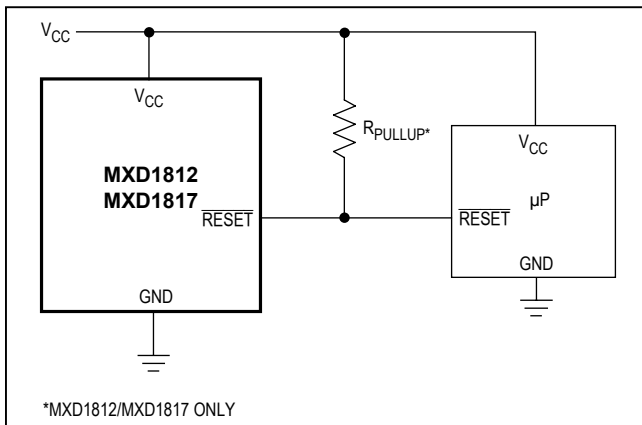 VCC
VCC
RPULLUP*
VCC
MXD1812
MXD1817
µP
RESET
RESET
GND
GND
*MXD1812/MXD1817 ONLY